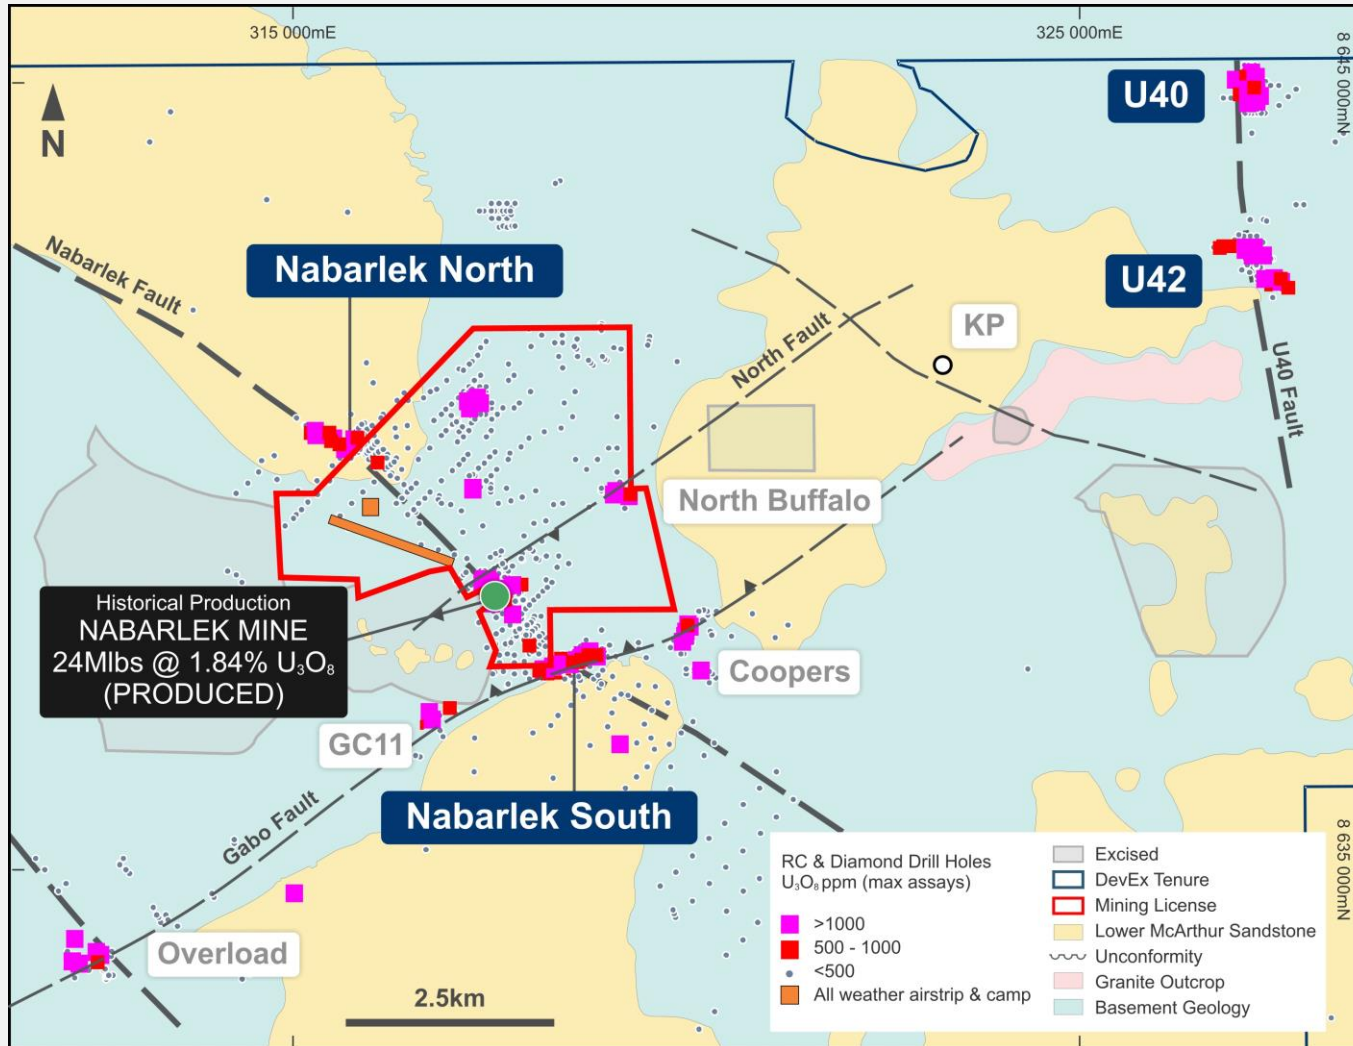 315 000mE
325 000mE
8 645 000mN
N
U40
Nabarlek Fault
Nabarlek North
U42
North Fault
KP
U40 Fault
North Buffalo
Historical Production
NABARLEK MINE
24Mlbs @ 1.84% U₃O₈
(PRODUCED)
Coopers
GC11
Gabo Fault
Nabarlek South
Overload
2.5km
8 635 000mN
RC & Diamond Drill Holes
U₃O₈ ppm (max assays)
>1000
500 - 1000
<500
All weather airstrip & camp
Excised
DevEx Tenure
Mining License
Lower McArthur Sandstone
Unconformity
Granite Outcrop
Basement Geology